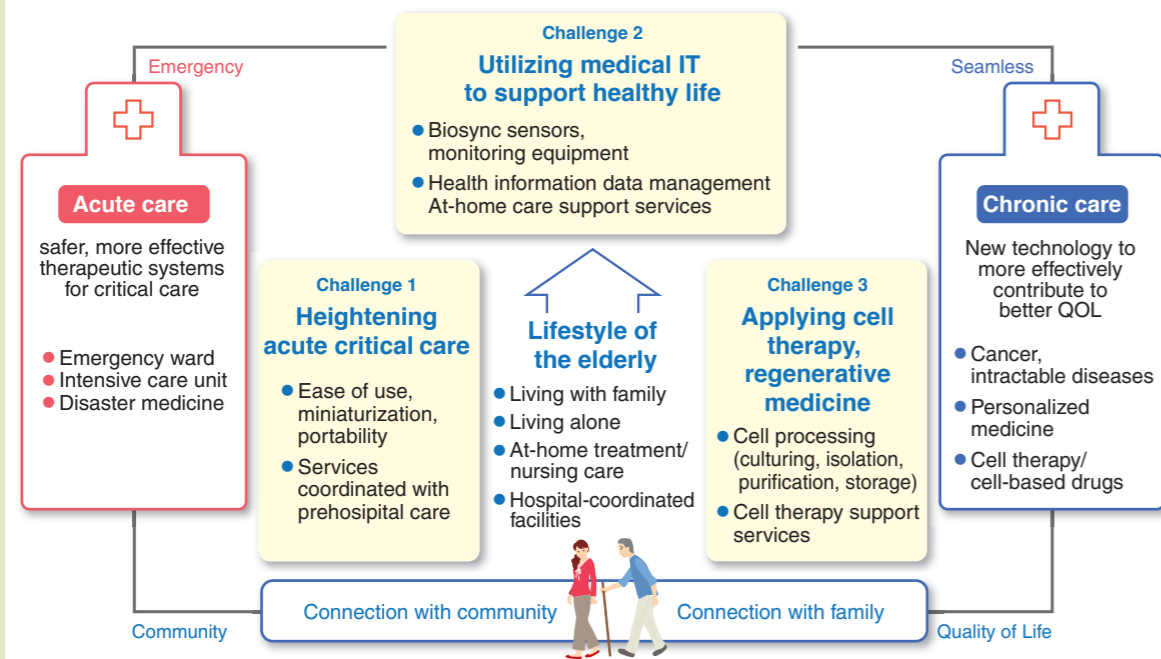 Challenge 2
Utilizing medical IT
to support healthy life
Biosync sensors,
monitoring equipment
Health information data management
At-home care support services
Emergency
Seamless
Acute care
safer, more effective
therapeutic systems
for critical care
Emergency ward
Intensive care unit
Disaster medicine
Challenge 1
Heightening
acute critical care
Ease of use,
miniaturization,
portability
Services
coordinated with
prehosipital care
Lifestyle of
the elderly
Living with family
Living alone
At-home treatment/
nursing care
Hospital-coordinated
facilities
Challenge 3
Applying cell
therapy,
regenerative
medicine
Cell processing
(culturing, isolation,
purification, storage)
Cell therapy support
services
Chronic care
New technology to
more effectively
contribute to
better QOL
Cancer,
intractable diseases
Personalized
medicine
Cell therapy/
cell-based drugs
Connection with community
Connection with family
Community
Quality of Life